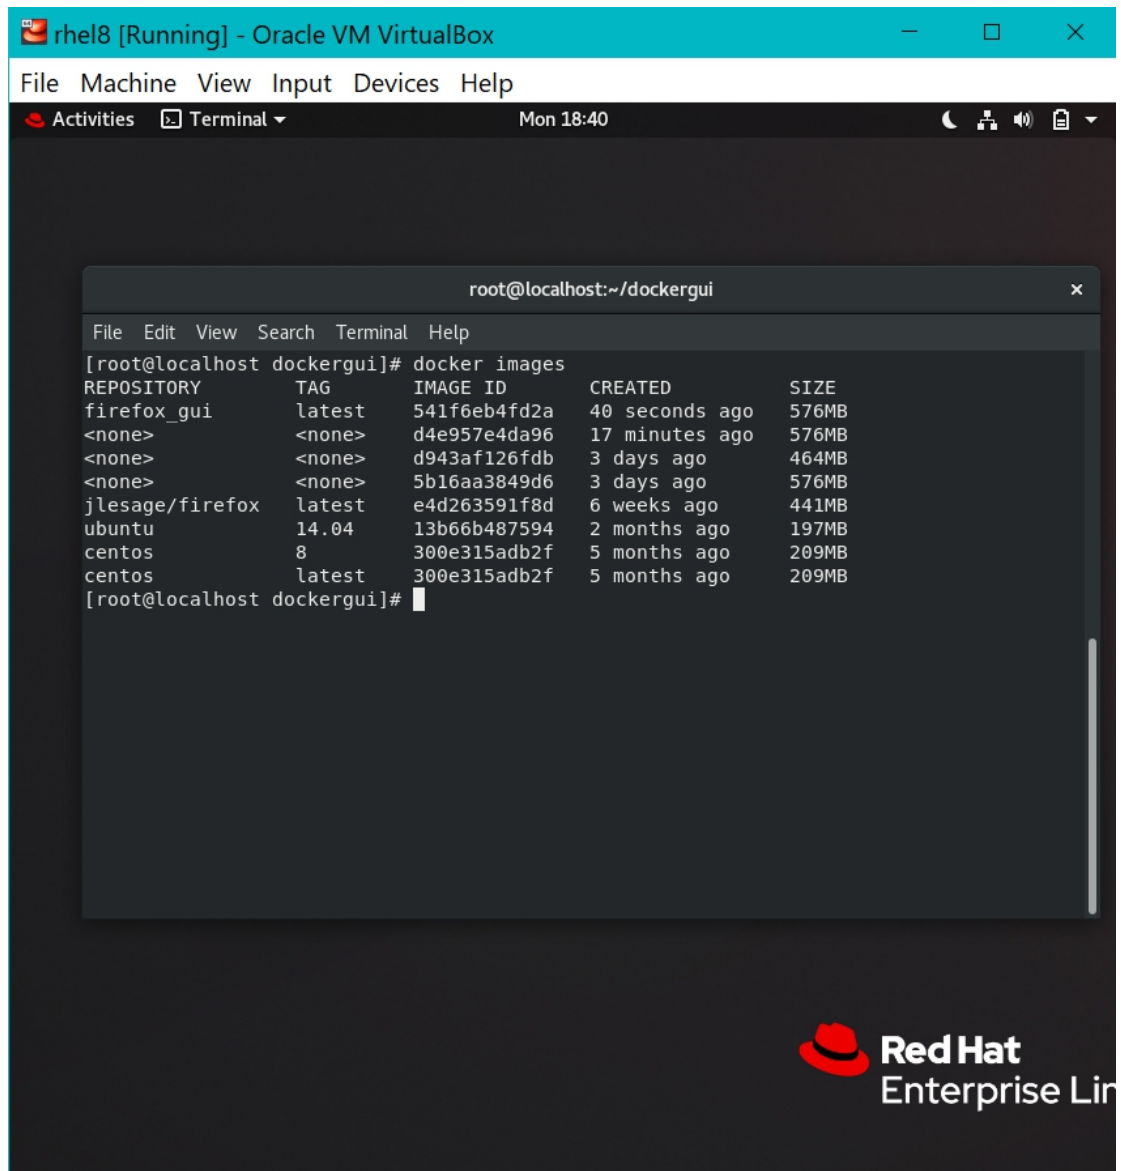 rhel8 [Running] - Oracle VM VirtualBox
File Machine View Input Devices Help
Activities Terminal Mon 18:40
root@localhost:~/dockergui
File Edit View Search Terminal Help
[root@localhost dockergui]# docker images
REPOSITORY TAG IMAGE ID CREATED SIZE
firefox_gui latest 541f6eb4fd2a 40 seconds ago 576MB
<none> <none> d4e957e4da96 17 minutes ago 576MB
<none> <none> d943af126fdb 3 days ago 464MB
<none> <none> 5b16aa3849d6 3 days ago 576MB
jlesage/firefox latest e4d263591f8d 6 weeks ago 441MB
ubuntu 14.04 13b66b487594 2 months ago 197MB
centos 8 300e315adb2f 5 months ago 209MB
centos latest 300e315adb2f 5 months ago 209MB
[root@localhost dockergui]#
Red Hat
Enterprise Lin